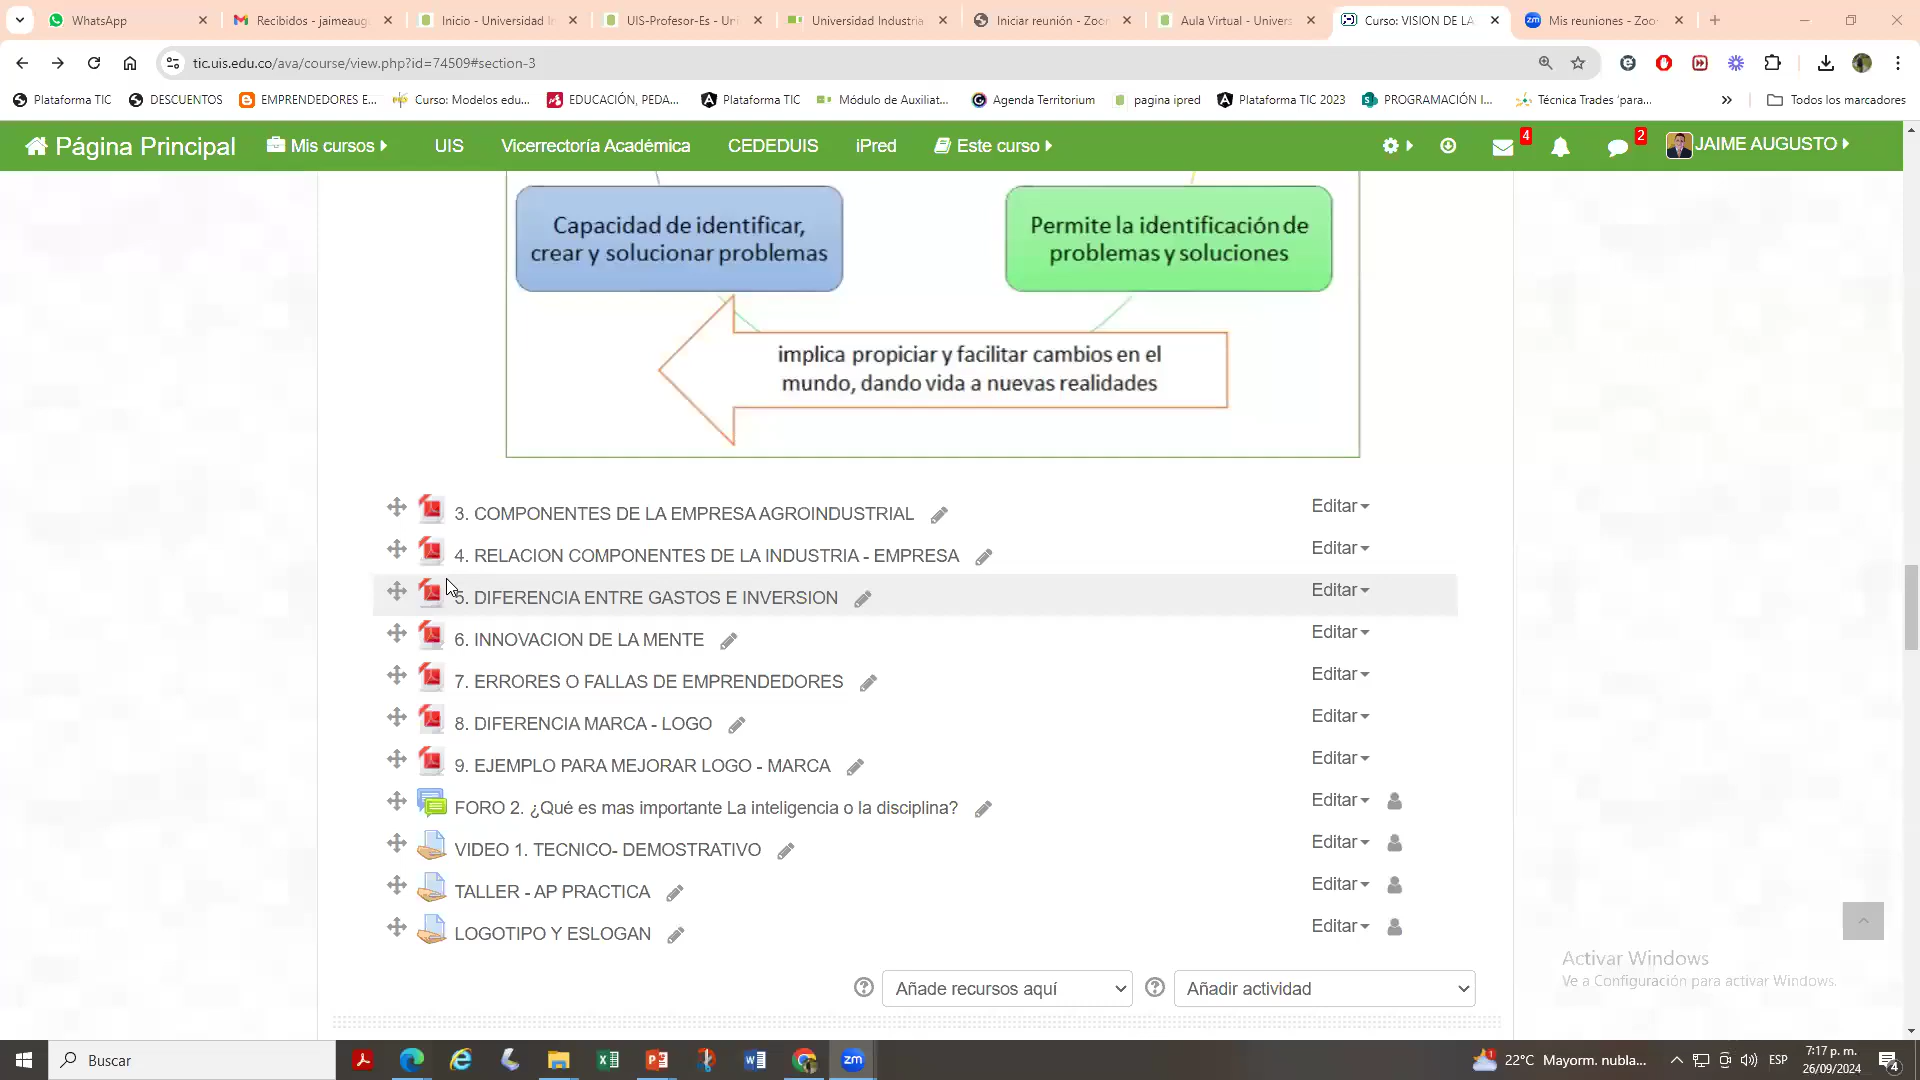 WhatsApp
Recibidos - jaimeaug
Inicio - Universidad In
UIS-Profesor-Es - Uni
Universidad Industria
Iniciar reunión - Zoom
Aula Virtual - Univers
Curso: VISION DE LA
Mis reuniones - Zoo
tic.uis.edu.co/ava/course/view.php?id=74509#section-3
Plataforma TIC
DESCUENTOS
EMPRENDEDORES E...
Curso: Modelos edu...
EDUCACIÓN, PEDA...
Plataforma TIC
Módulo de Auxiliat...
Agenda Territorium
pagina ipred
Plataforma TIC 2023
PROGRAMACIÓN I...
Técnica Trades 'para...
Todos los marcadores
Página Principal
Mis cursos
UIS
Vicerrectoría Académica
CEDEDUIS
iPred
Este curso
4
2
JAIME AUGUSTO
Capacidad de identificar,
crear y solucionar problemas
Permite la identificación de
problemas y soluciones
implica propiciar y facilitar cambios en el
mundo, dando vida a nuevas realidades
3. COMPONENTES DE LA EMPRESA AGROINDUSTRIAL
Editar
4. RELACION COMPONENTES DE LA INDUSTRIA - EMPRESA
Editar
5. DIFERENCIA ENTRE GASTOS E INVERSION
Editar
6. INNOVACION DE LA MENTE
Editar
7. ERRORES O FALLAS DE EMPRENDEDORES
Editar
8. DIFERENCIA MARCA - LOGO
Editar
9. EJEMPLO PARA MEJORAR LOGO - MARCA
Editar
FORO 2. ¿Qué es mas importante La inteligencia o la disciplina?
Editar
VIDEO 1. TECNICO- DEMOSTRATIVO
Editar
TALLER - AP PRACTICA
Editar
LOGOTIPO Y ESLOGAN
Editar
Activar Windows
Ve a Configuración para activar Windows.
Añade recursos aquí
Añadir actividad
Buscar
22°C Mayorm. nubla...
ESP
7:17 p. m.
26/09/2024
4